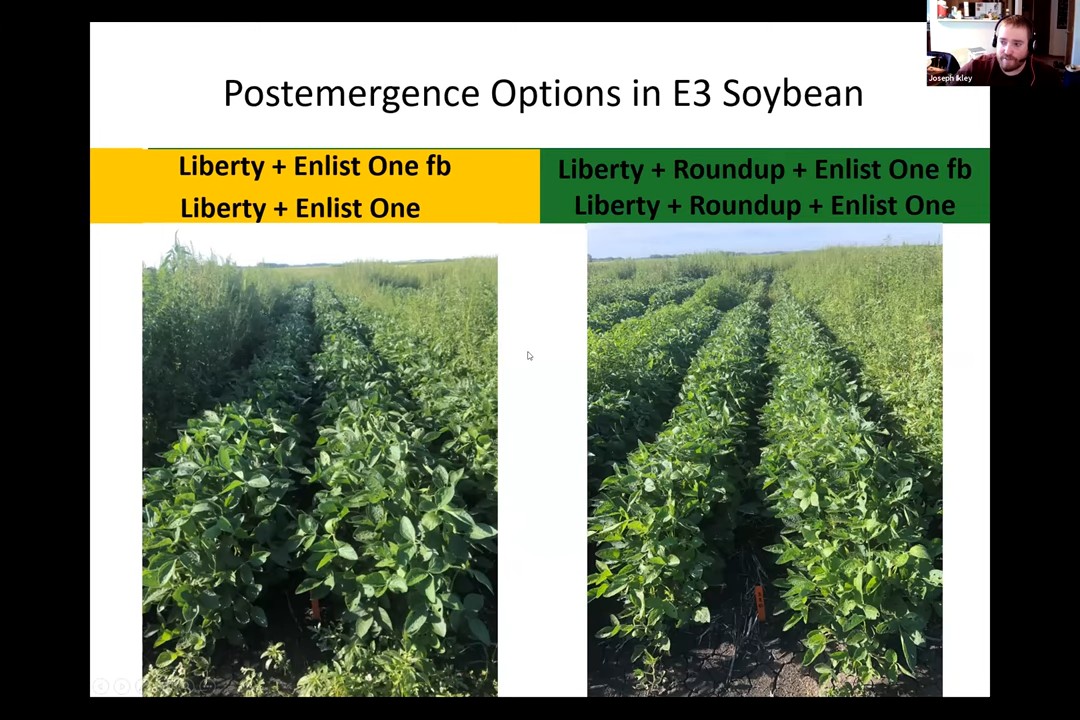 Joseph Ikley
Postemergence Options in E3 Soybean
Liberty + Enlist One fb
Liberty + Enlist One
Liberty + Roundup + Enlist One fb
Liberty + Roundup + Enlist One